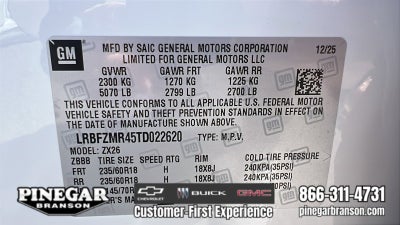 GM
MFD BY SAIC GENERAL MOTORS CORPORATION 12/25
LIMITED FOR GENERAL MOTORS LLC
GVWR GAWR FRT GAWR RR
2300 KG 1270 KG 1225 KG
5070 LB 2799 LB 2700 LB
THIS VEHICLE CONFORMS TO ALL APPLICABLE U.S. FEDERAL MOTOR
VEHICLE SAFETY AND THEFT PREVENTION STANDARDS IN EFFECT ON
THE DATE OF MANUFACTURE SHOWN ABOVE.
LRBFZMR45TD022620 TYPE: M.P.V.
MODEL: ZX26
ZBBB TIRE SIZE SPEED RTG RIM COLD TIRE PRESSURE
FRT 235/60R18 H 18X8J 240KPA(35PSI)
RR 235/60R18 H 18X8J 240KPA(35PSI)
PINEGAR
BRANSON
CHEVROLET
BUICK
GMC
866-311-4731
Customer-First Experience
pinegarbranson.com